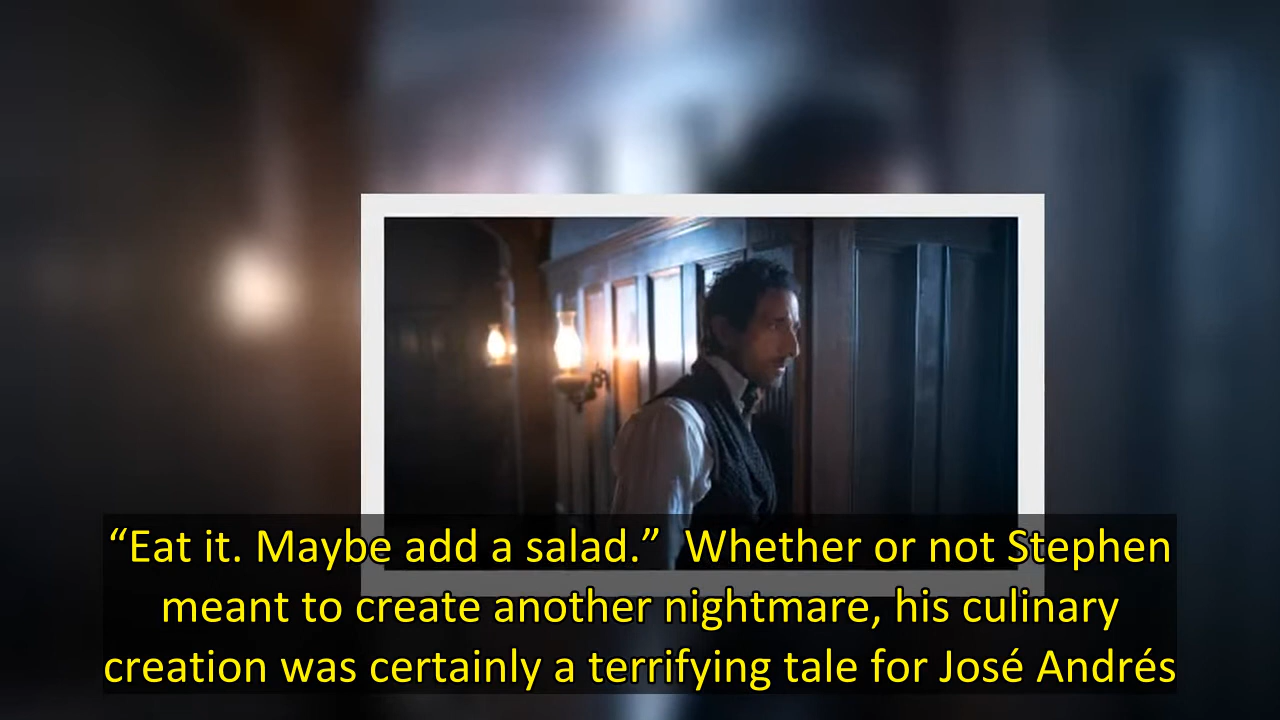 “Eat it. Maybe add a salad.”  Whether or not Stephen
meant to create another nightmare, his culinary
creation was certainly a terrifying tale for José Andrés